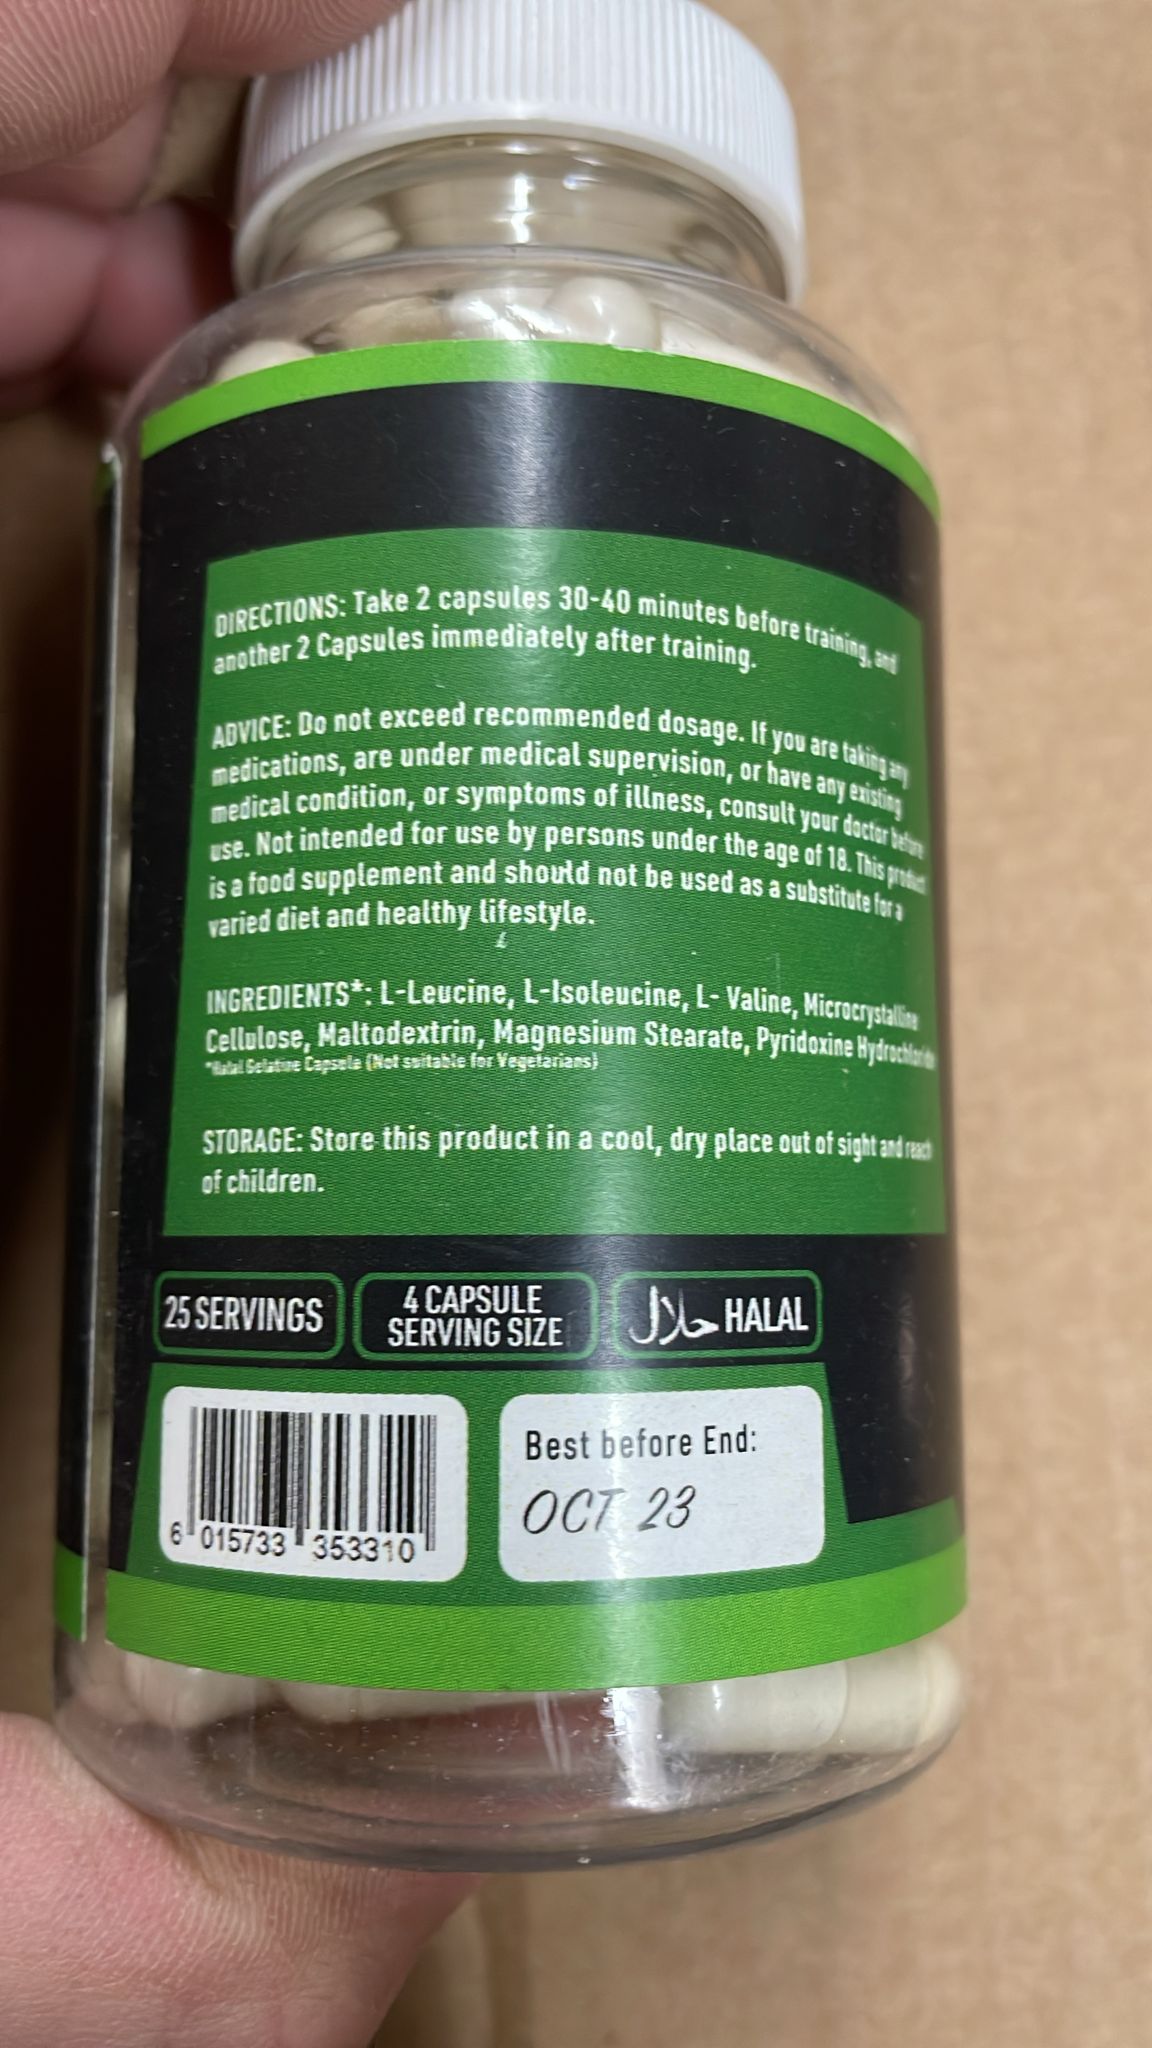 DIRECTIONS: Take 2 capsules 30-40 minutes before training, and
another 2 Capsules immediately after training.
ADVICE: Do not exceed recommended dosage. If you are taking any
medications, are under medical supervision, or have any existing
medical condition, or symptoms of illness, consult your doctor before
use. Not intended for use by persons under the age of 18. This product
is a food supplement and should not be used as a substitute for a
varied diet and healthy lifestyle.
INGREDIENTS*: L-Leucine, L-Isoleucine, L- Valine, Microcrystalline
Cellulose, Maltodextrin, Magnesium Stearate, Pyridoxine Hydrochloride
*Halal Gelatine Capsule (Not suitable for Vegetarians)
STORAGE: Store this product in a cool, dry place out of sight and reach
of children.
25 SERVINGS
4 CAPSULE
SERVING SIZE
حلال HALAL
6 015733 353310
Best before End:
OCT 23